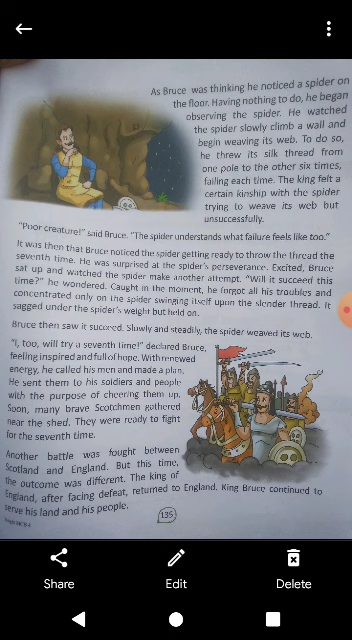 As Bruce was thinking he noticed a spider on
the floor. Having nothing to do, he began
observing the spider. He watched
the spider slowly climb a wall and
begin weaving its web. To do so,
he threw its silk thread from
one pole to the other six times,
failing each time. The king felt a
certain kinship with the spider
trying to weave its web but
unsuccessfully.
"Poor creature!" said Bruce. "The spider understands what failure feels like too."
It was then that Bruce noticed the spider getting ready to throw the thread the
seventh time. He was surprised at the spider's perseverance. Excited, Bruce
sat up and watched the spider make another attempt. "Will it succeed this
time?" he wondered. Caught in the moment, he forgot all his troubles and
concentrated only on the spider swinging itself upon the slender thread. It
sagged under the spider's weight but held on.
Bruce then saw it succeed. Slowly and steadily, the spider weaved its web.
"I, too, will try a seventh time!" declared Bruce,
feeling inspired and full of hope. With renewed
energy, he called his men and made a plan.
He sent them to his soldiers and people
with the purpose of cheering them up.
Soon, many brave Scotchmen gathered
near the shed. They were ready to fight
for the seventh time.
Another battle was fought between
Scotland and England. But this time,
the outcome was different. The king of
England, after facing defeat, returned to England. King Bruce continued to
serve his land and his people.
135
Share
Edit
Delete